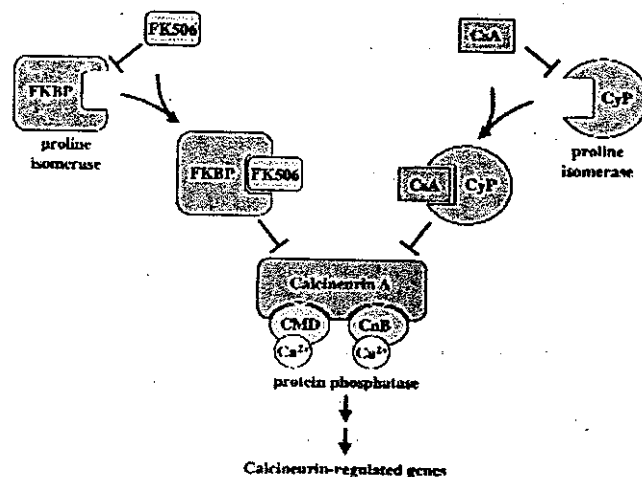 FK506
CsA
FKBP
CyP
proline
isomerase
proline
isomerase
FKBP
FK506
CsA
CyP
Calcineurin A
CMD
CnB
Ca2+
Ca2+
protein phosphatase
Calcineurin-regulated genes